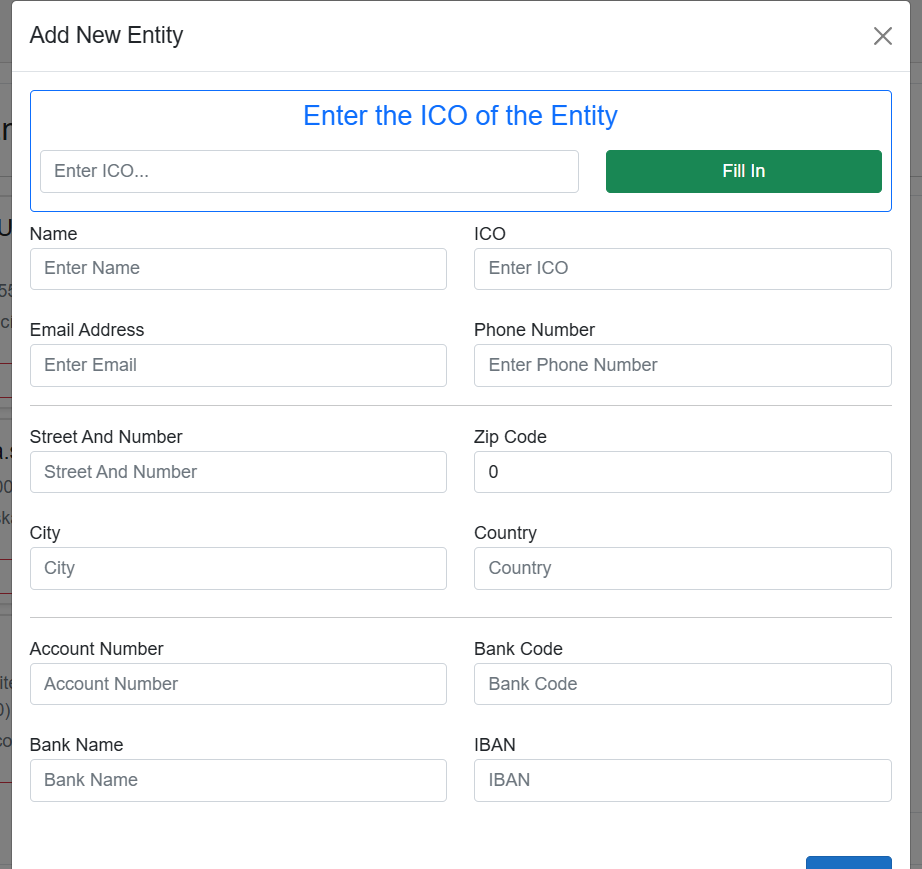 Add New Entity
Enter the ICO of the Entity
Enter ICO...
Fill In
Name
ICO
Enter Name
Enter ICO
Email Address
Phone Number
Enter Email
Enter Phone Number
Street And Number
Zip Code
Street And Number
0
City
Country
City
Country
Account Number
Bank Code
Account Number
Bank Code
Bank Name
IBAN
Bank Name
IBAN